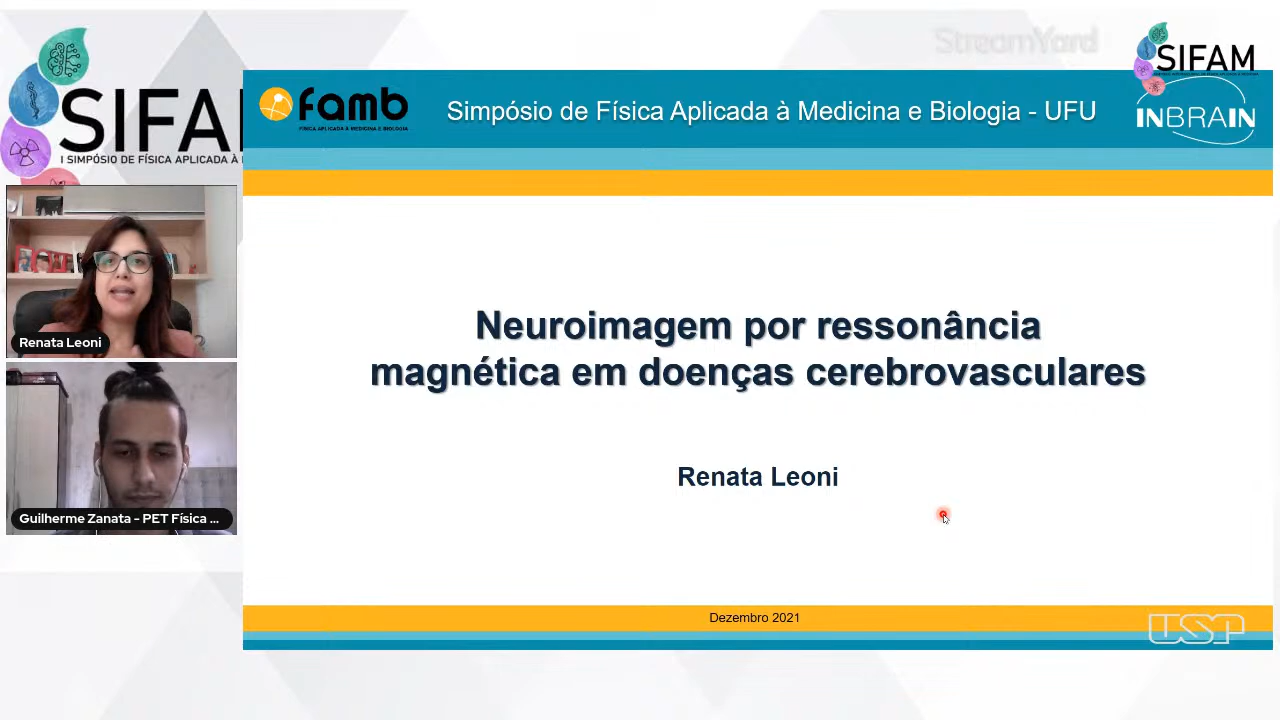 StreamYard
SIFAM
INBRAIN
SIFA
I SIMPÓSIO DE FÍSICA APLICADA À
famb
FÍSICA APLICADA À MEDICINA E BIOLOGIA
Simpósio de Física Aplicada à Medicina e Biologia - UFU
Renata Leoni
Guilherme Zanata - PET Física ...
Neuroimagem por ressonância
magnética em doenças cerebrovasculares
Renata Leoni
Dezembro 2021
USP